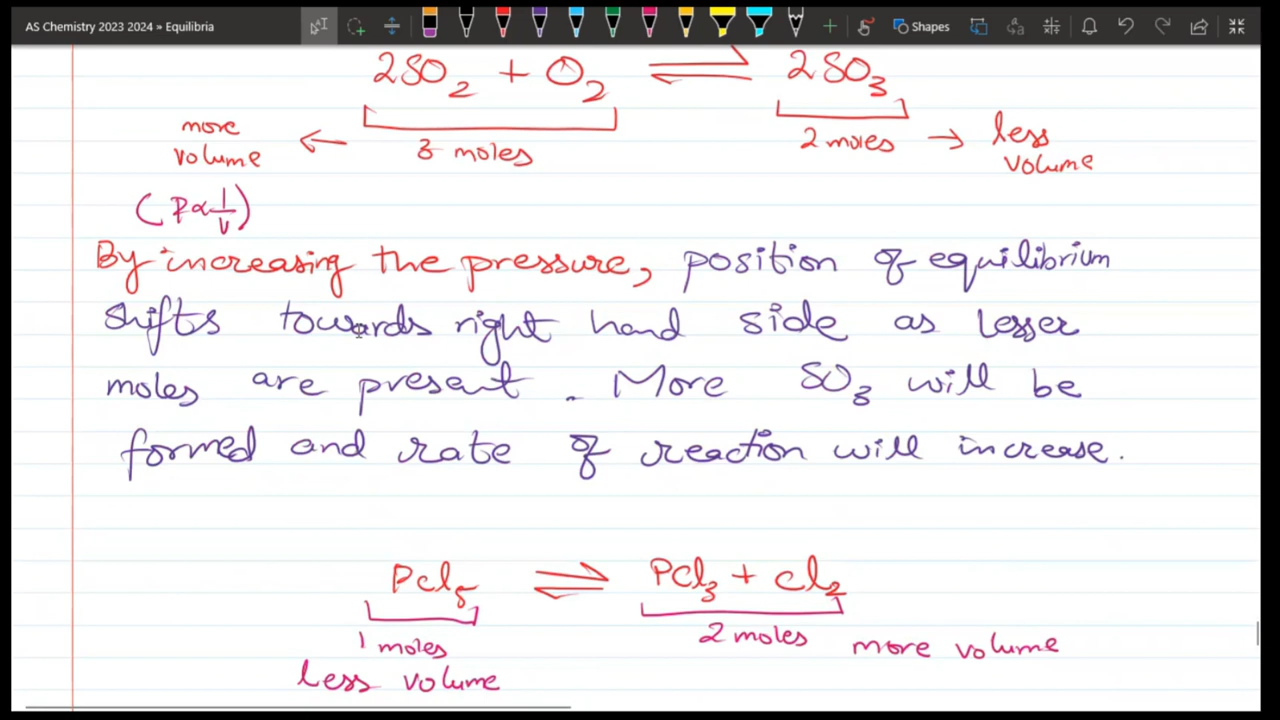 AS Chemistry 2023 2024 » Equilibria
Shapes
2SO₂ + O₂ ⇌ 2SO₃
more volume ← 3 moles
2 moles → less volume
(P∝1/V)
By increasing the pressure, position of equilibrium
shifts towards right hand side as lesser
moles are present. More SO₃ will be
formed and rate of reaction will increase.
PCl₅ ⇌ PCl₃ + Cl₂
1 moles
2 moles more volume
less volume